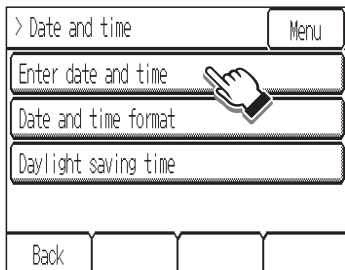 > Date and time
Menu
Enter date and time
Date and time format
Daylight saving time
Back